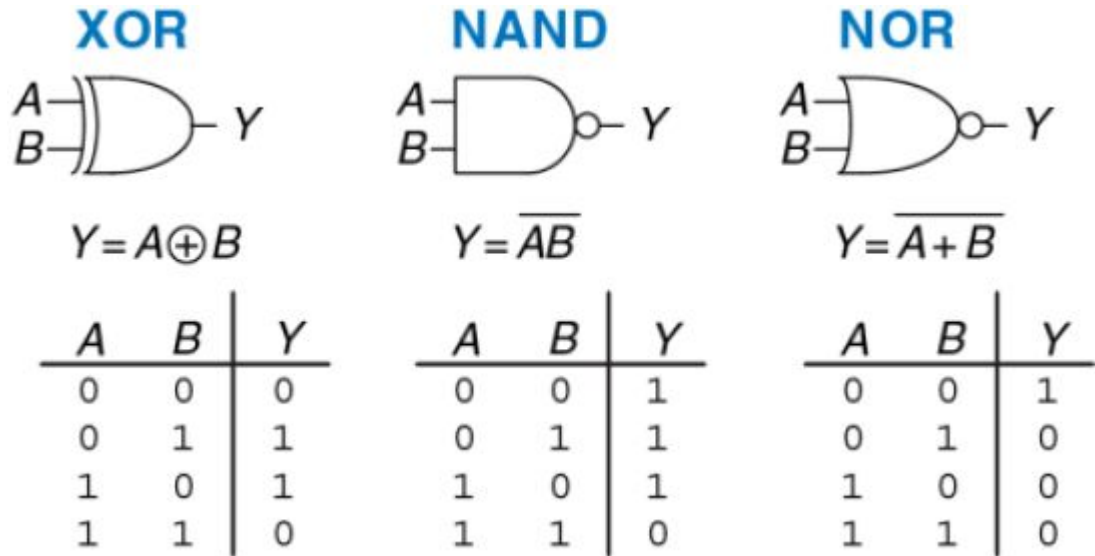 XOR NAND NOR
A A A
Y Y Y
B B B
Y = A ⊕ B Y = \overline{AB} Y = \overline{A + B}
A B Y A B Y A B Y
0 0 0 0 0 1 0 0 1
0 1 1 0 1 1 0 1 0
1 0 1 1 0 1 1 0 0
1 1 0 1 1 0 1 1 0